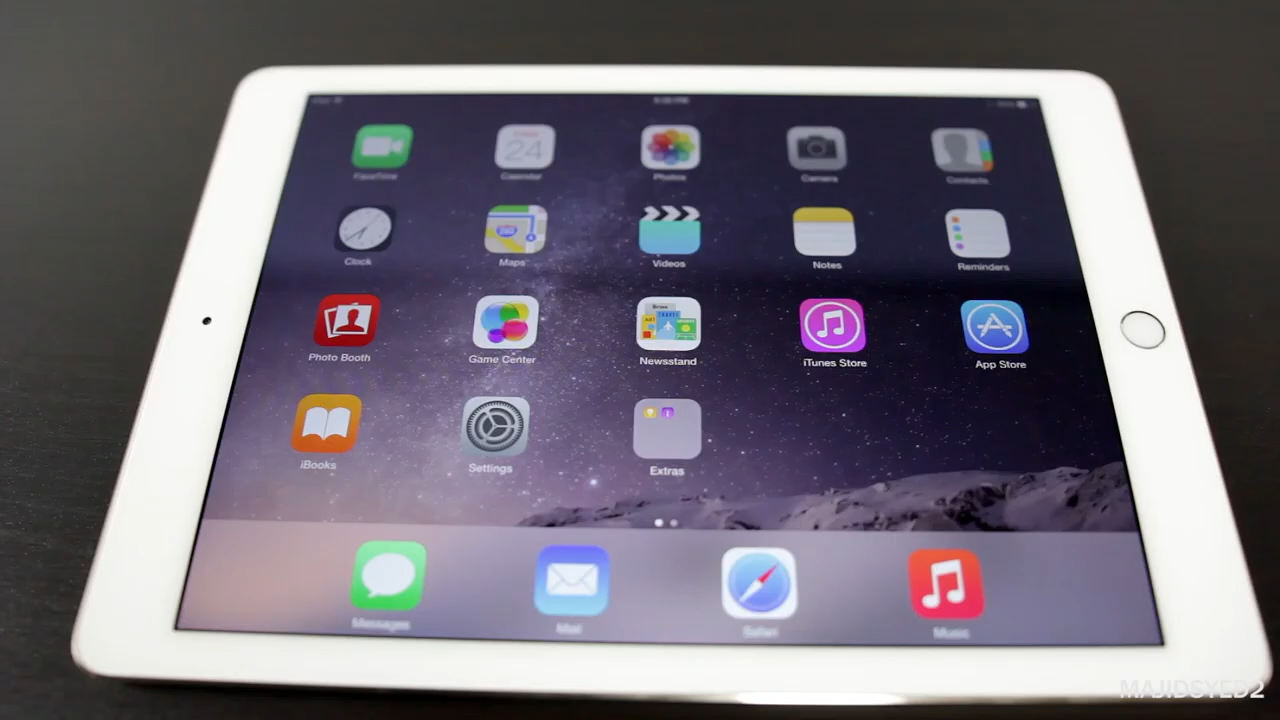 FaceTime
24
Calendar
Photos
Camera
Contacts
Clock
Maps
Videos
Notes
Reminders
Photo Booth
Game Center
Newsstand
iTunes Store
App Store
iBooks
Settings
Extras
Messages
Mail
Safari
Music
MAJIDSYED2